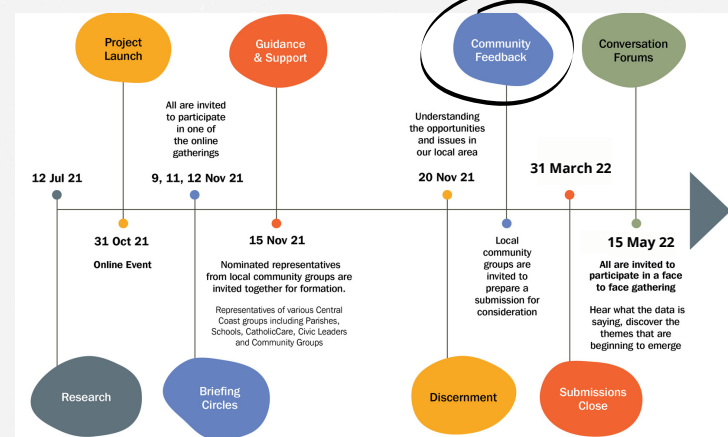 Project
Launch
Guidance
& Support
Community
Feedback
Conversation
Forums
All are invited
to participate
in one of
the online
gatherings
Understanding
the opportunities
and issues in
our local area
12 Jul 21
9, 11, 12 Nov 21
20 Nov 21
31 March 22
31 Oct 21
Online Event
15 Nov 21
Nominated representatives
from local community groups are
invited together for formation.
Representatives of various Central
Coast groups including Parishes,
Schools, CatholicCare, Civic Leaders
and Community Groups
Local
community
groups are
invited to
prepare a
submission for
consideration
15 May 22
All are invited to
participate in a face
to face gathering
Hear what the data is
saying, discover the
themes that are
beginning to emerge
Research
Briefing
Circles
Discernment
Submissions
Close